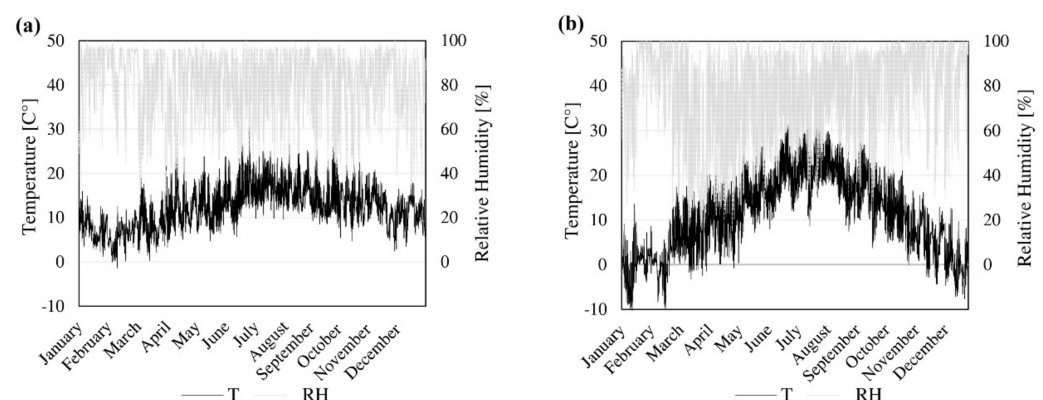 (a)
50
40
30
20
10
0
-10
Temperature [C°]
100
80
60
40
20
0
Relative Humidity [%]
January
February
March
April
May
June
July
August
September
October
November
December
T
RH
(b)
50
40
30
20
10
0
-10
Temperature [C°]
100
80
60
40
20
0
Relative Humidity [%]
January
February
March
April
May
June
July
August
September
October
November
December
T
RH